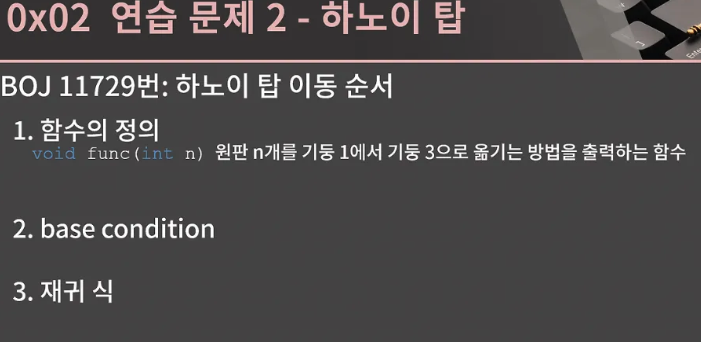 0x02 연습 문제 2 - 하노이 탑
BOJ 11729번: 하노이 탑 이동 순서
1. 함수의 정의
void func(int n) 원판 n개를 기둥 1에서 기둥 3으로 옮기는 방법을 출력하는 함수
2. base condition
3. 재귀 식